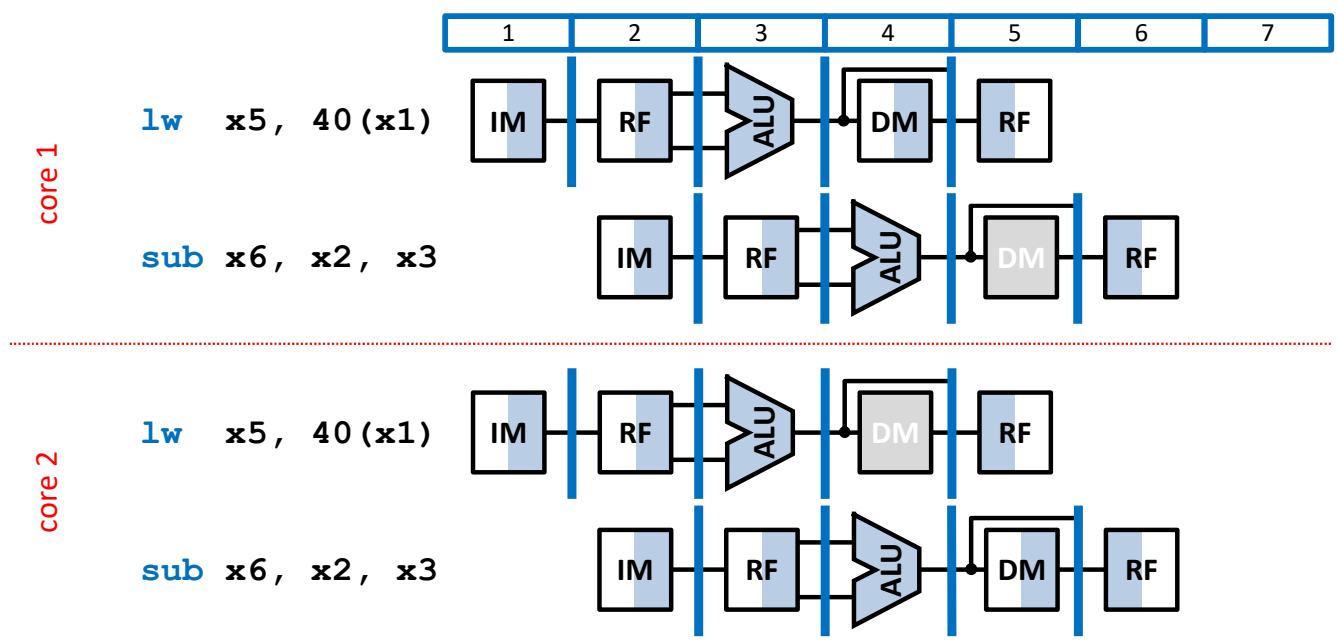 1 2 3 4 5 6 7
core 1
lw x5, 40(x1) IM RF ALU DM RF
sub x6, x2, x3 IM RF ALU DM RF
core 2
lw x5, 40(x1) IM RF ALU DM RF
sub x6, x2, x3 IM RF ALU DM RF